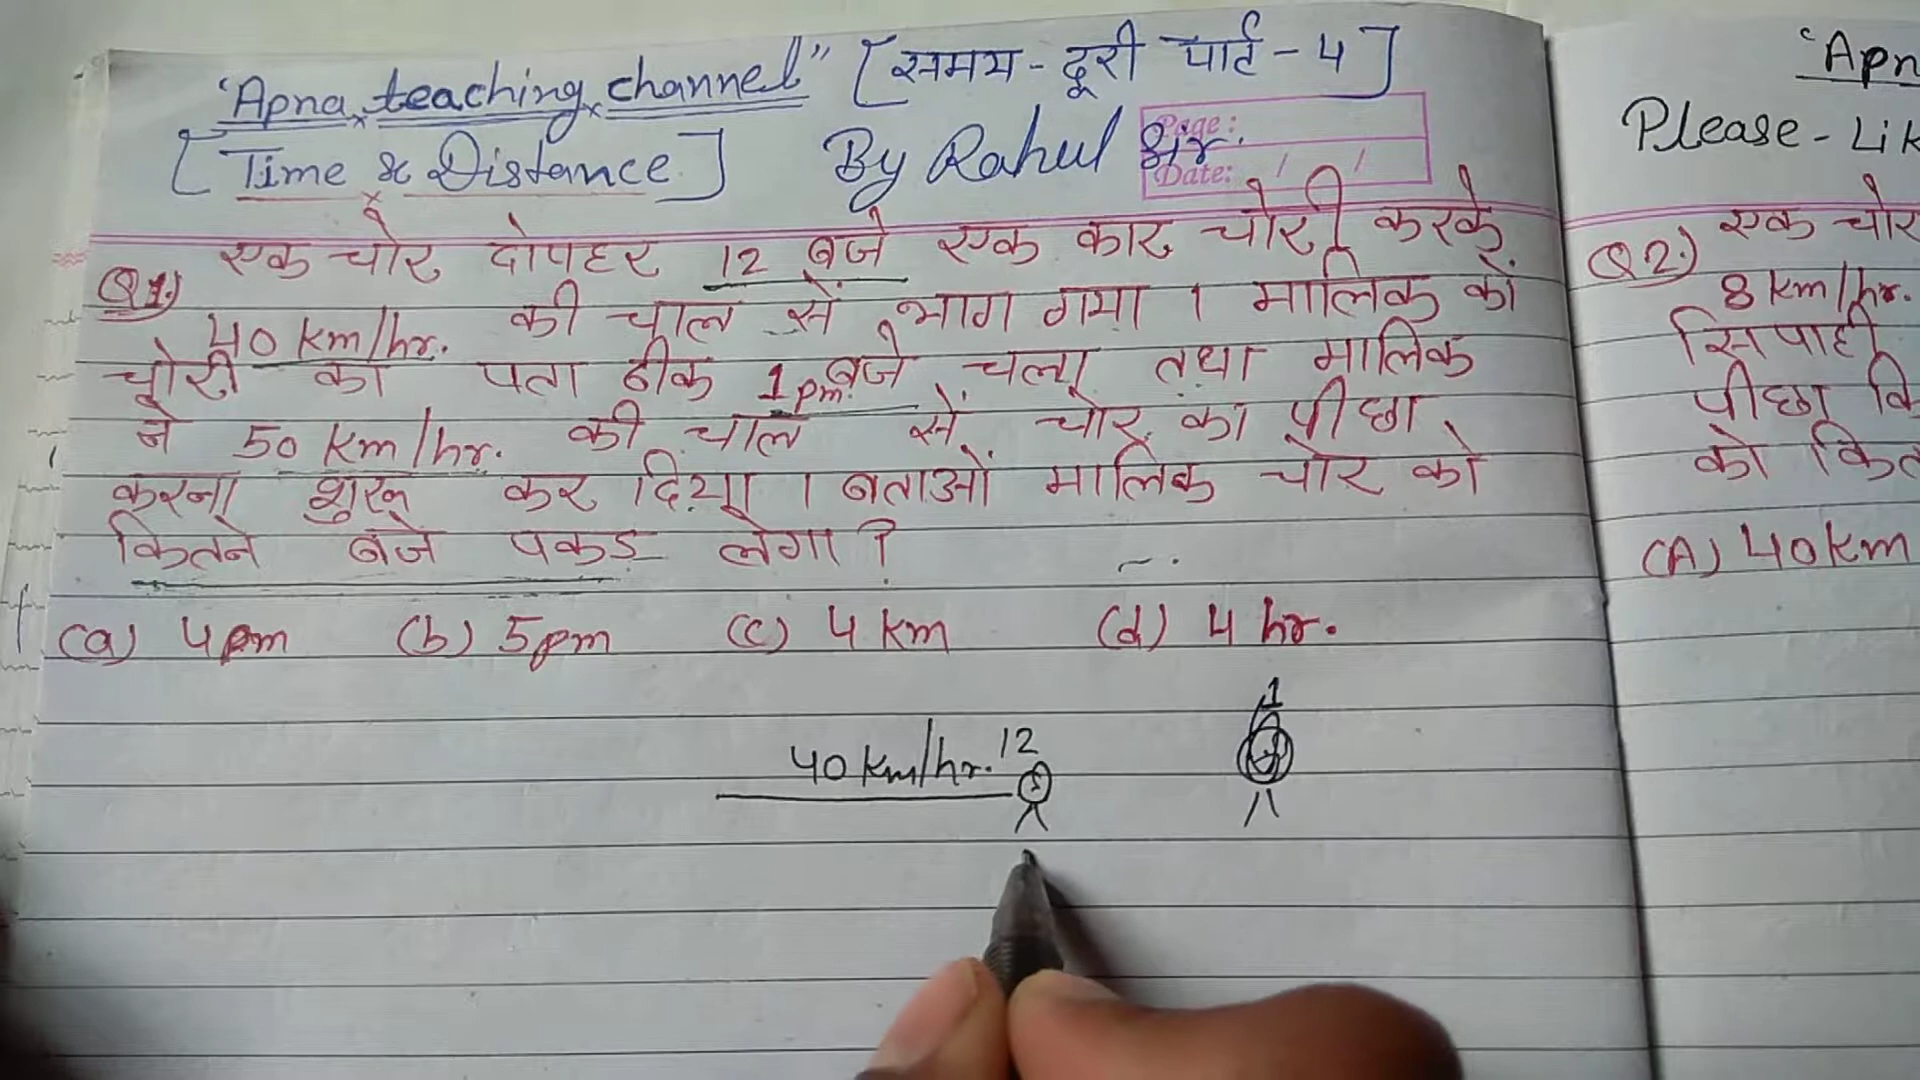 "Apna teaching channel" [समय-दूरी पार्ट-4]
[Time & Distance] By Rahul Sir.
Page:
Date: / /
Q1.) एक चोर दोपहर 12 बजे एक कार चोरी करके
40 km/hr. की चाल से भाग गया। मालिक को
चोरी का पता ठीक 1pm बजे चला तथा मालिक
ने 50 km/hr. की चाल सें चोर का पीछा
करना शुरू कर दिया। बताओं मालिक चोर को
कितने बजे पकड लेगा?
(a) 4pm (b) 5pm (c) 4 km (d) 4 hr.
40 km/hr. 12
1
"Apn
Please - Lik
Q2.) एक चोर
8 km/hr.
सिपाही
पीछा कि
को कित
(A) 40km